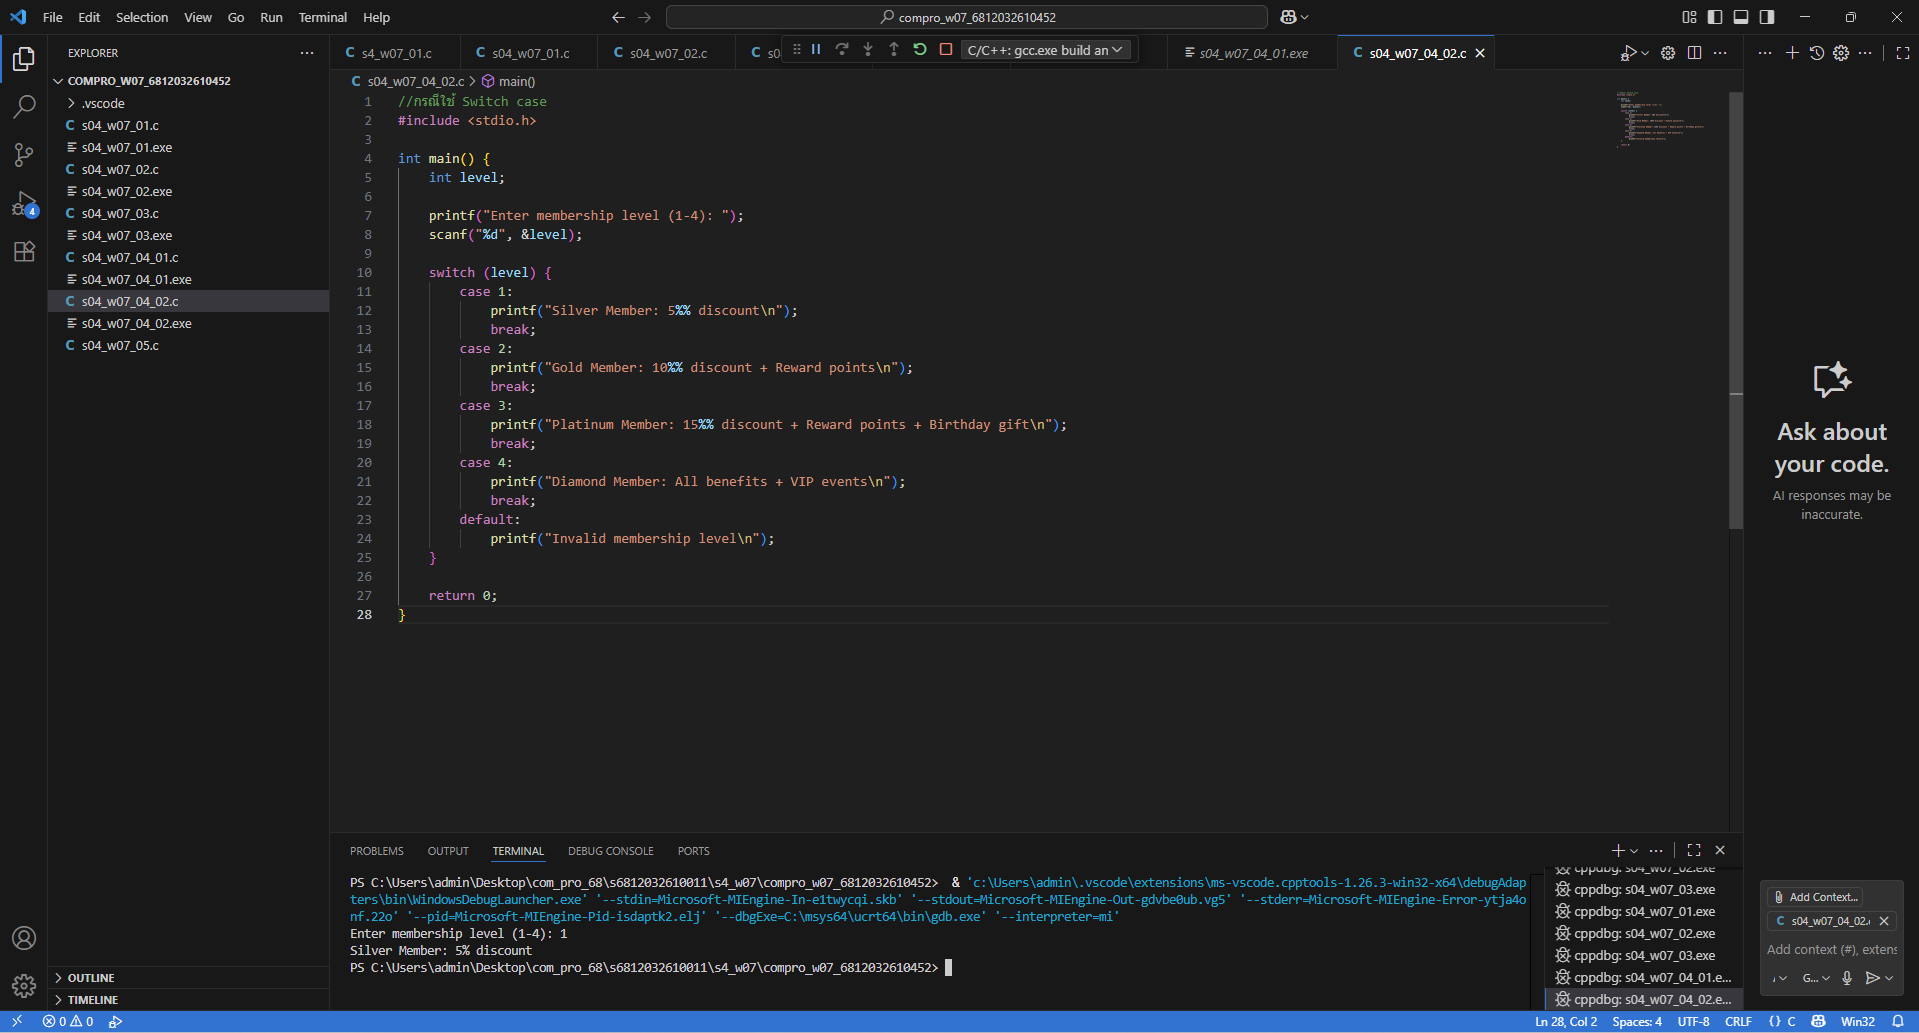 File Edit Selection View Go Run Terminal Help
compro_w07_6812032610452
EXPLORER
COMPRO_W07_6812032610452
.vscode
C s04_w07_01.c
s04_w07_01.exe
C s04_w07_02.c
s04_w07_02.exe
C s04_w07_03.c
s04_w07_03.exe
C s04_w07_04_01.c
s04_w07_04_01.exe
C s04_w07_04_02.c
s04_w07_04_02.exe
C s04_w07_05.c
OUTLINE
TIMELINE
C s4_w07_01.c
C s04_w07_01.c
C s04_w07_02.c
C s0
C/C++: gcc.exe build an
s04_w07_04_01.exe
C s04_w07_04_02.c
C s04_w07_04_02.c > main()
1 //กรณีใช้ Switch case
2 #include <stdio.h>
3
4 int main() {
5 int level;
6
7 printf("Enter membership level (1-4): ");
8 scanf("%d", &level);
9
10 switch (level) {
11 case 1:
12 printf("Silver Member: 5%% discount\n");
13 break;
14 case 2:
15 printf("Gold Member: 10%% discount + Reward points\n");
16 break;
17 case 3:
18 printf("Platinum Member: 15%% discount + Reward points + Birthday gift\n");
19 break;
20 case 4:
21 printf("Diamond Member: All benefits + VIP events\n");
22 break;
23 default:
24 printf("Invalid membership level\n");
25 }
26
27 return 0;
28 }
PROBLEMS OUTPUT TERMINAL DEBUG CONSOLE PORTS
PS C:\Users\admin\Desktop\com_pro_68\s6812032610011\s4_w07\compro_w07_6812032610452> & 'c:\Users\admin\.vscode\extensions\ms-vscode.cpptools-1.26.3-win32-x64\debugAdap
ters\bin\WindowsDebugLauncher.exe' '--stdin=Microsoft-MIEngine-In-e1twycqi.skb' '--stdout=Microsoft-MIEngine-Out-gdvbe0ub.vg5' '--stderr=Microsoft-MIEngine-Error-ytja4o
nf.22o' '--pid=Microsoft-MIEngine-Pid-isdaptk2.elj' '--dbgExe=C:\msys64\ucrt64\bin\gdb.exe' '--interpreter=mi'
Enter membership level (1-4): 1
Silver Member: 5% discount
PS C:\Users\admin\Desktop\com_pro_68\s6812032610011\s4_w07\compro_w07_6812032610452>
cppdbg: s04_w07_02.exe
cppdbg: s04_w07_03.exe
cppdbg: s04_w07_01.exe
cppdbg: s04_w07_02.exe
cppdbg: s04_w07_03.exe
cppdbg: s04_w07_04_01.e...
cppdbg: s04_w07_04_02.e...
Ask about
your code.
AI responses may be
inaccurate.
Add Context...
C s04_w07_04_02.
Add context (#), extens
G...
4
0 0
Ln 28, Col 2 Spaces: 4 UTF-8 CRLF {} C Win32